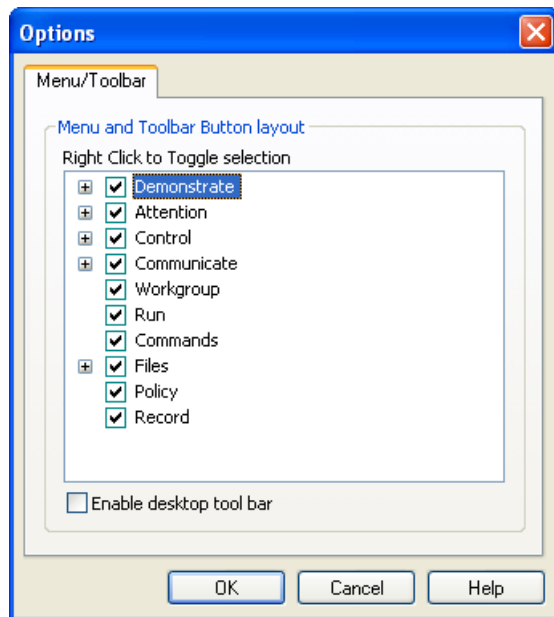 Options
Menu/Toolbar
Menu and Toolbar Button layout
Right Click to Toggle selection
Demonstrate
Attention
Control
Communicate
Workgroup
Run
Commands
Files
Policy
Record
Enable desktop tool bar
OK Cancel Help